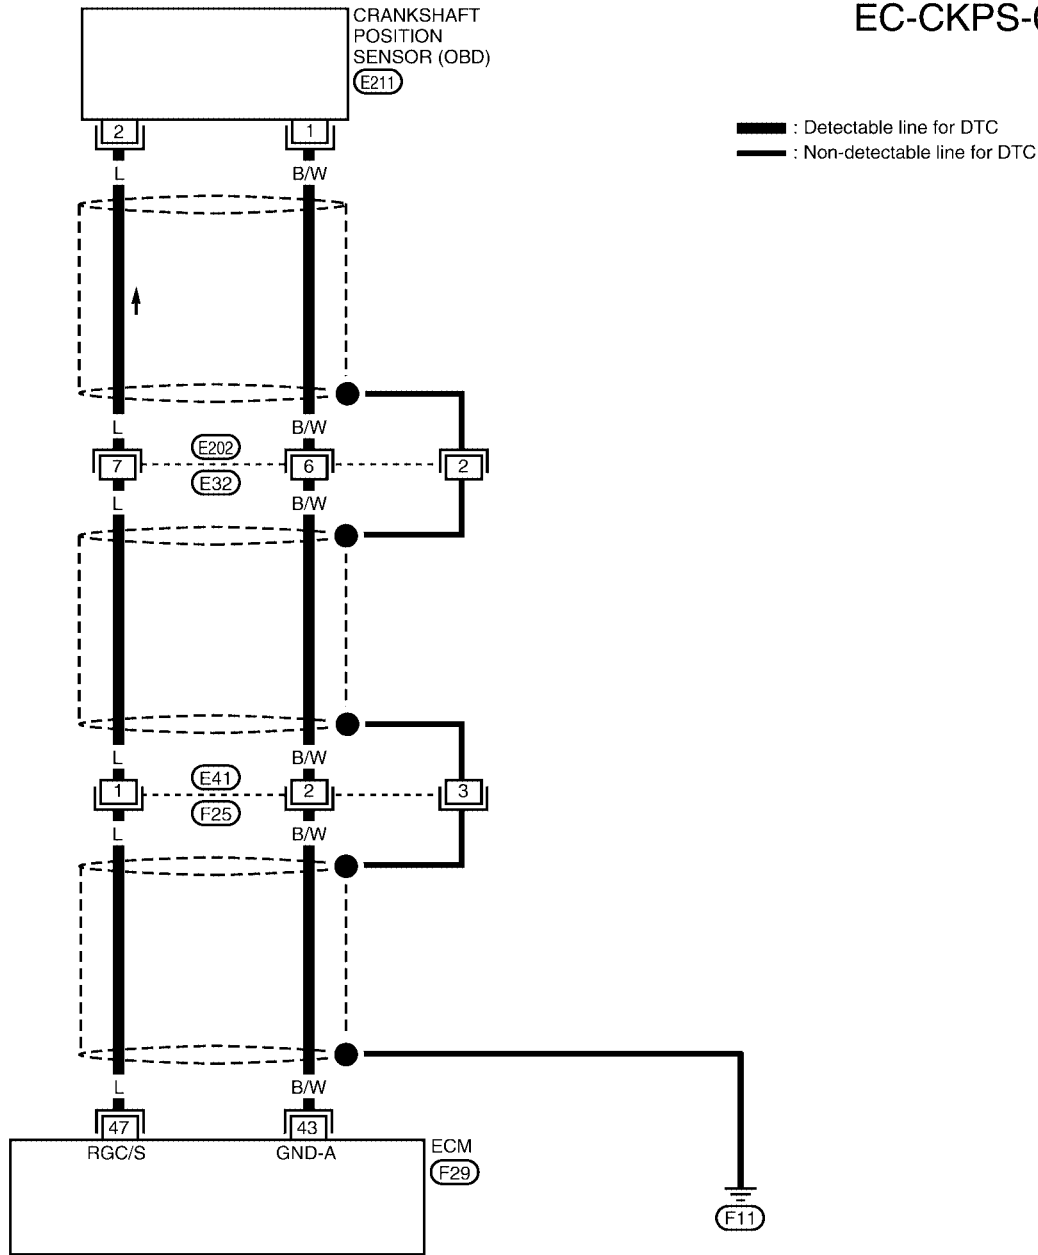 EC-CKPS-6
CRANKSHAFT
POSITION
SENSOR (OBD)
E211
: Detectable line for DTC
: Non-detectable line for DTC
2 1
L B/W
L B/W
E202
7 6 2
E32
L B/W
L B/W
E41
1 2 3
F25
L B/W
L B/W
47 43
RGC/S GND-A
ECM
F29
F11